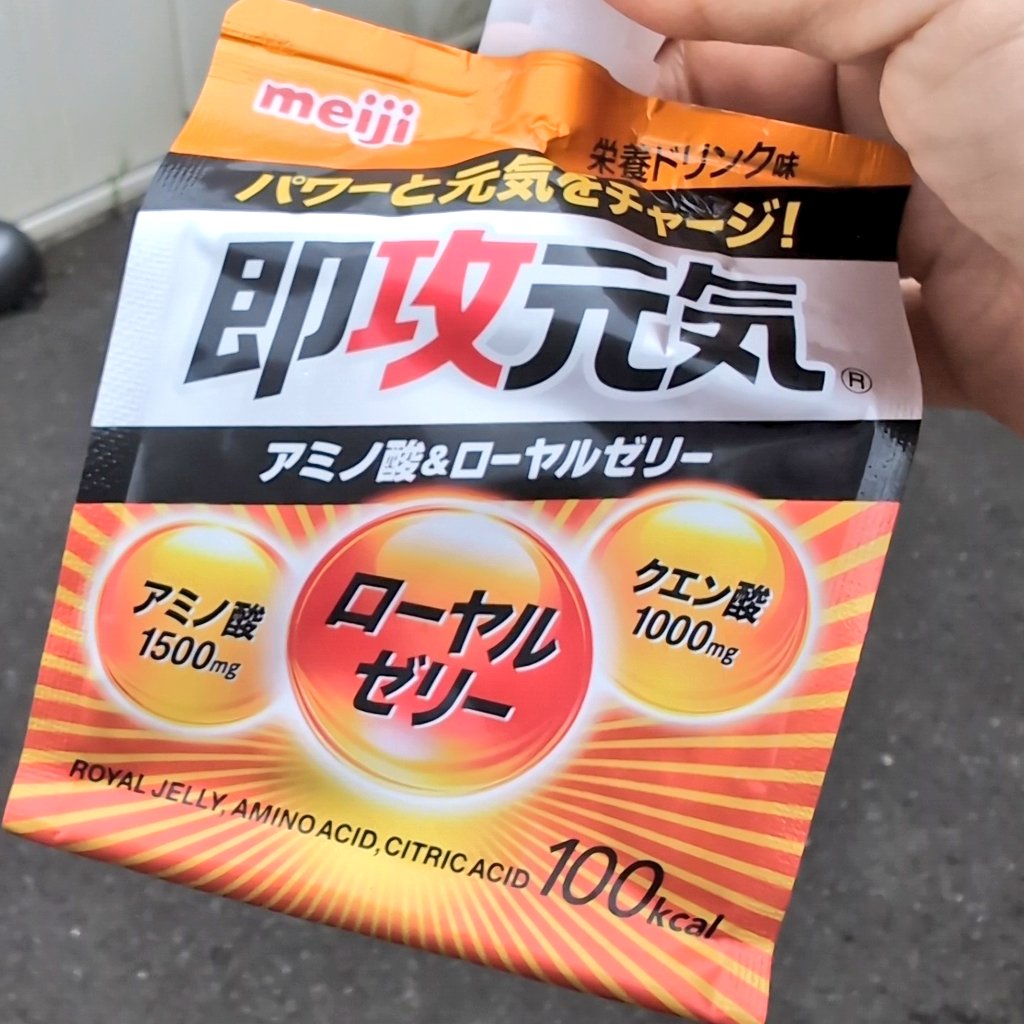 meiji
栄養ドリンク味
パワーと元気をチャージ!
即攻元気®
アミノ酸&ローヤルゼリー
アミノ酸
1500mg
ローヤル
ゼリー
クエン酸
1000mg
ROYAL JELLY, AMINO ACID, CITRIC ACID
100kcal